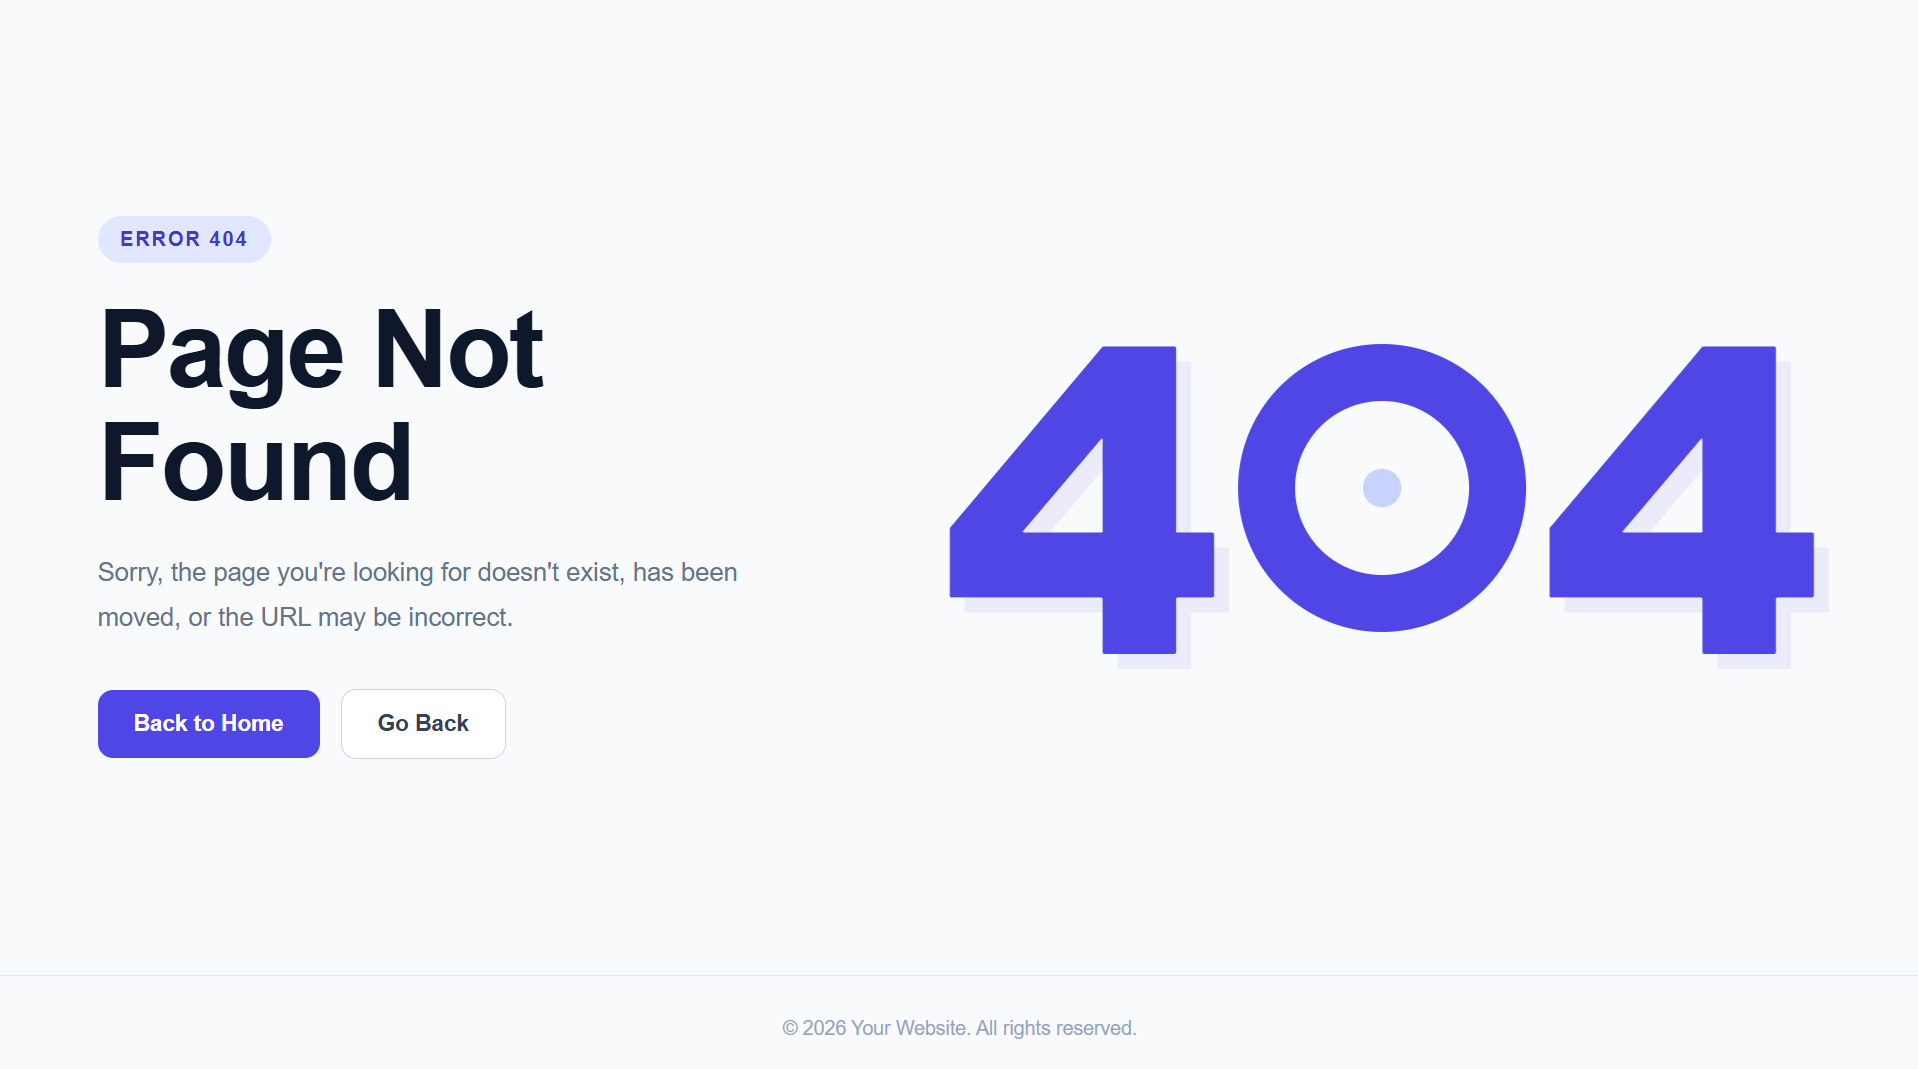 ERROR 404
Page Not
Found
Sorry, the page you're looking for doesn't exist, has been
moved, or the URL may be incorrect.
Back to Home
Go Back
404
© 2026 Your Website. All rights reserved.